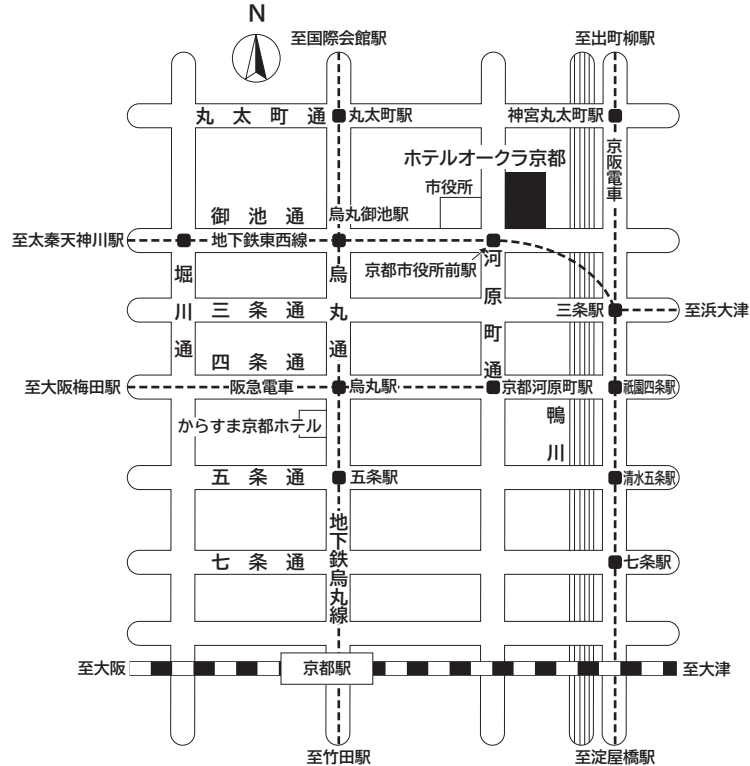 N
至国際会館駅
至出町柳駅
丸太町通
丸太町駅
神宮丸太町駅
ホテルオークラ京都
京阪電車
市役所
御池通
烏丸御池駅
至太秦天神川駅
地下鉄東西線
京都市役所前駅
堀川通
烏丸通
河原町通
三条通
三条駅
至浜大津
四条通
至大阪梅田駅
阪急電車
烏丸駅
京都河原町駅
祇園四条駅
からすま京都ホテル
鴨川
五条通
五条駅
清水五条駅
地下鉄烏丸線
七条通
七条駅
至大阪
京都駅
至大津
至竹田駅
至淀屋橋駅